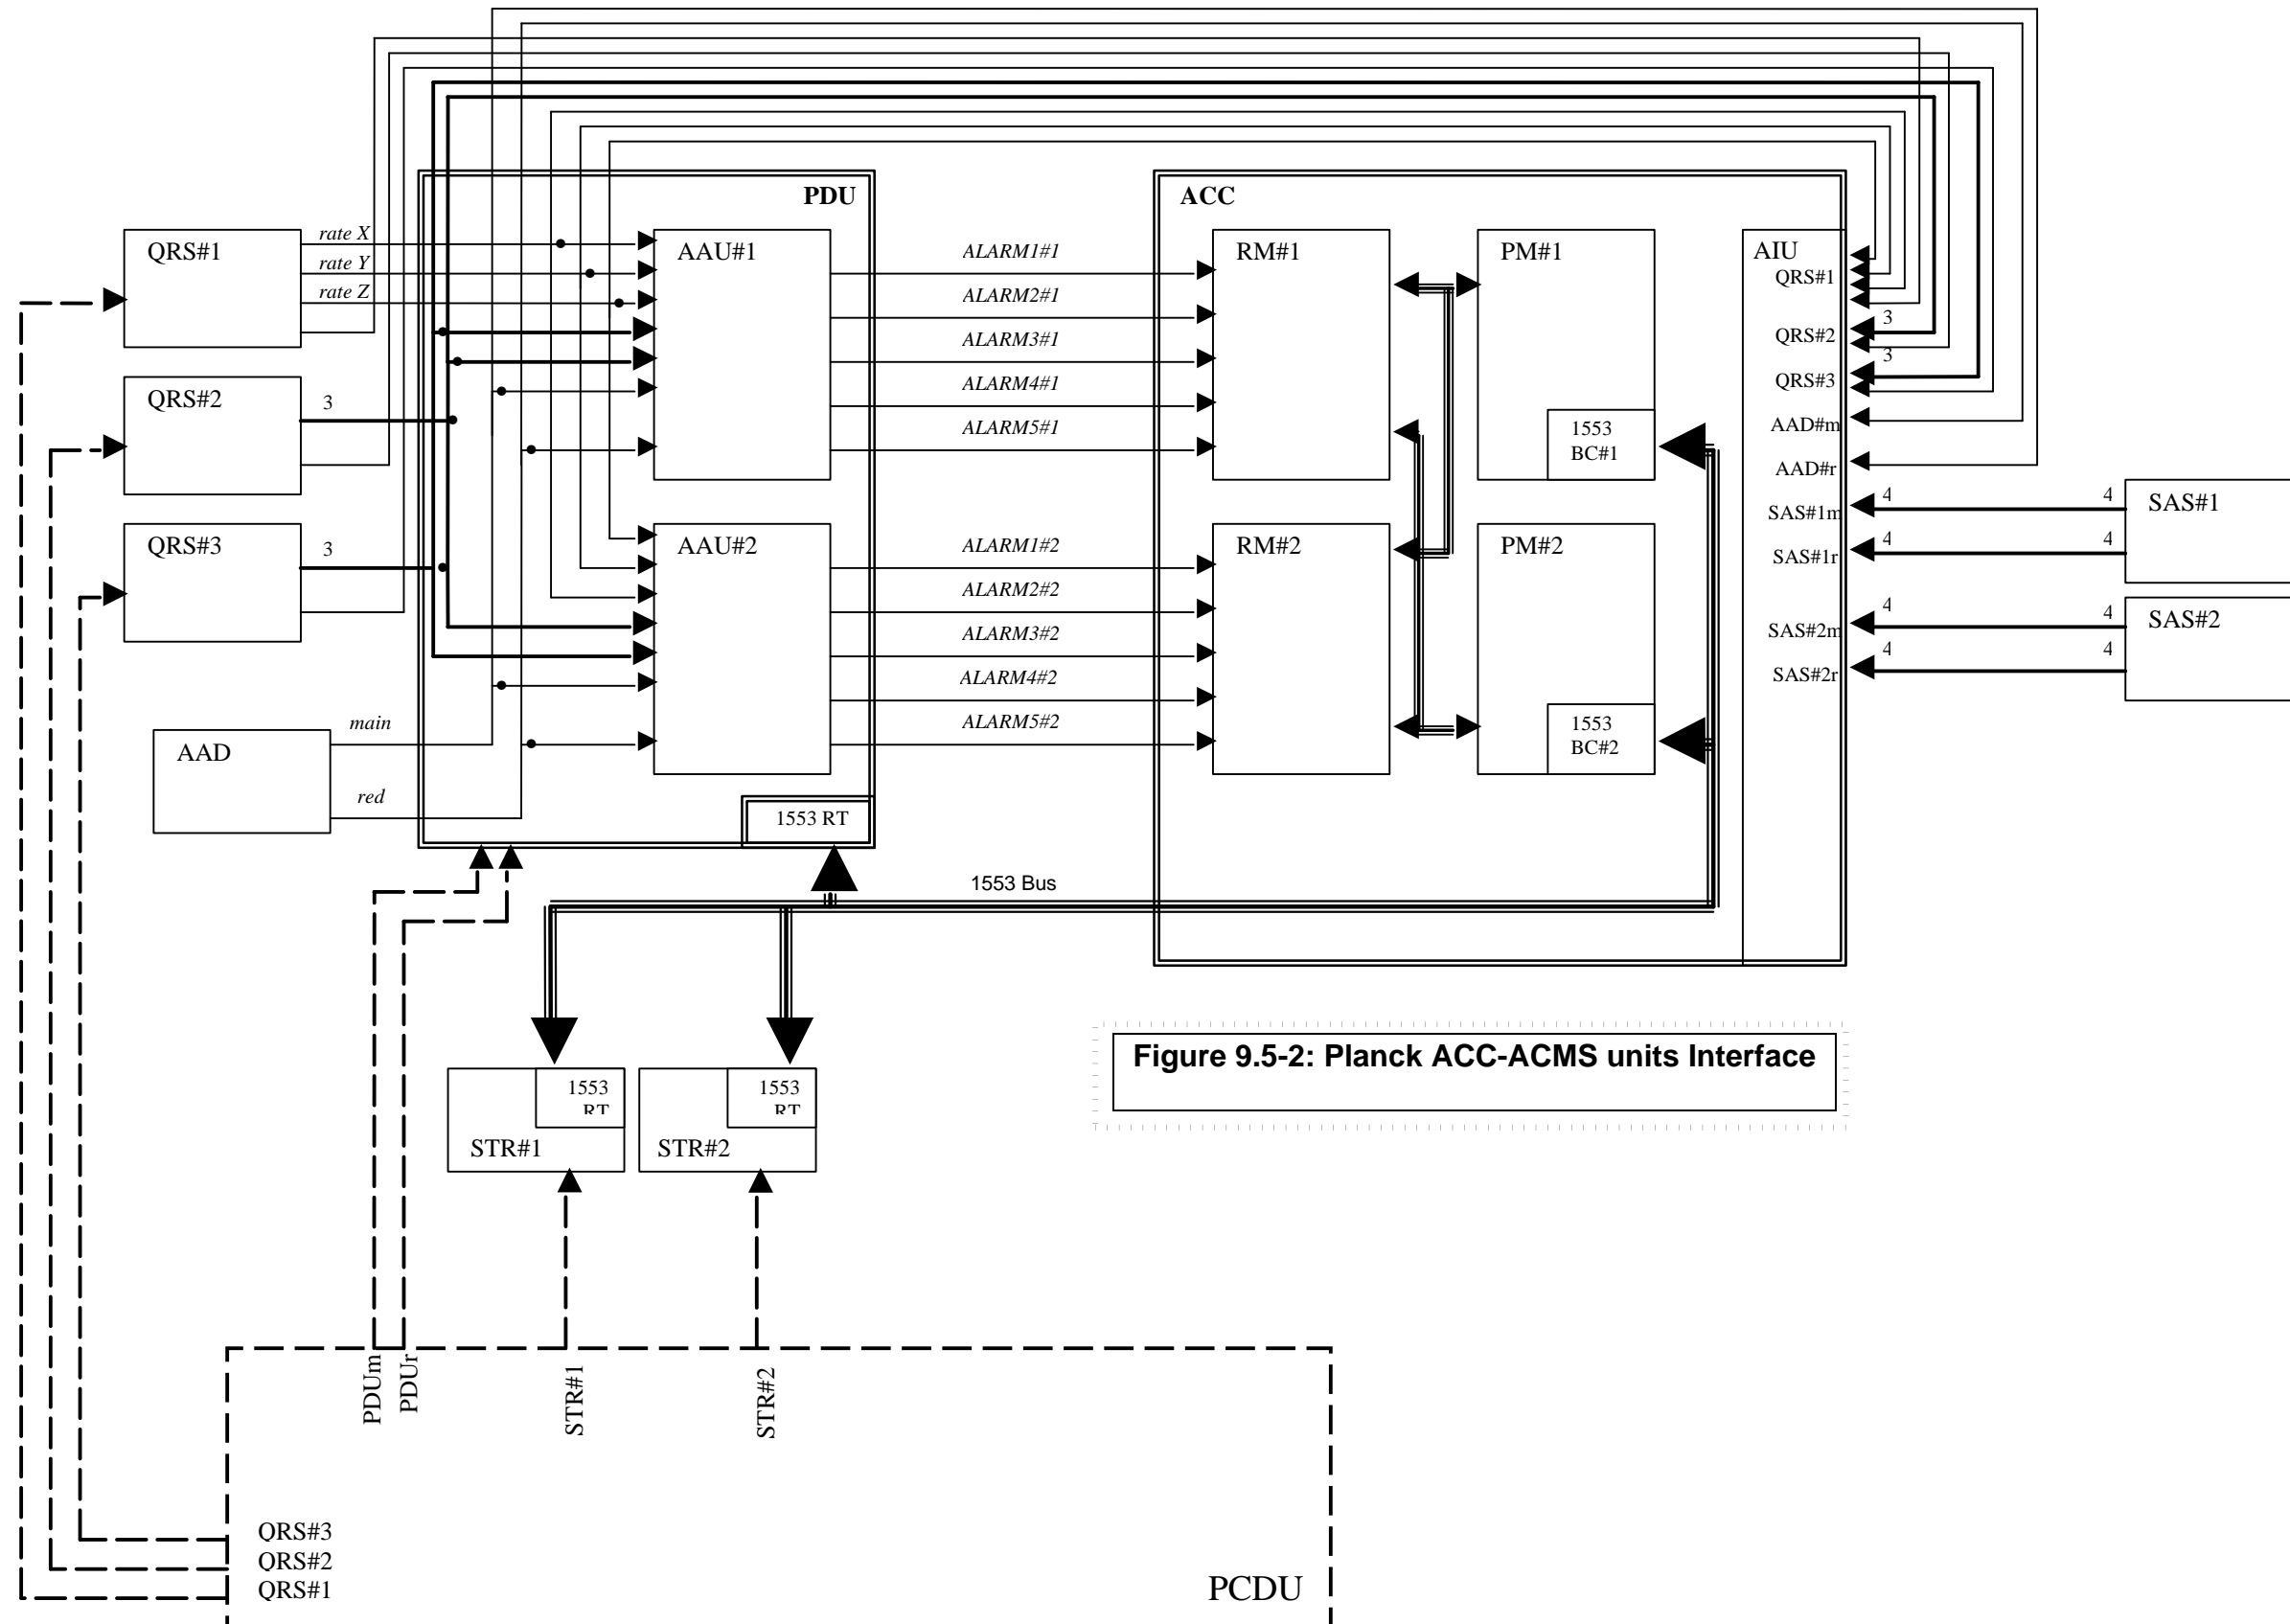 PDU
ACC
QRS#1
rate X
rate Y
rate Z
AAU#1
ALARM1#1
ALARM2#1
ALARM3#1
ALARM4#1
ALARM5#1
RM#1
PM#1
1553
BC#1
AIU
QRS#1
3
QRS#2
3
QRS#3
AAD#m
AAD#r
4
SAS#1m
4
SAS#1r
4
SAS#2m
4
SAS#2r
4
4
SAS#1
4
4
SAS#2
QRS#2
3
QRS#3
3
AAU#2
ALARM1#2
ALARM2#2
ALARM3#2
ALARM4#2
ALARM5#2
RM#2
PM#2
1553
BC#2
AAD
main
red
1553 RT
1553 Bus
1553
RT
STR#1
1553
RT
STR#2
Figure 9.5-2: Planck ACC-ACMS units Interface
PDUm
PDUr
STR#1
STR#2
QRS#3
QRS#2
QRS#1
PCDU